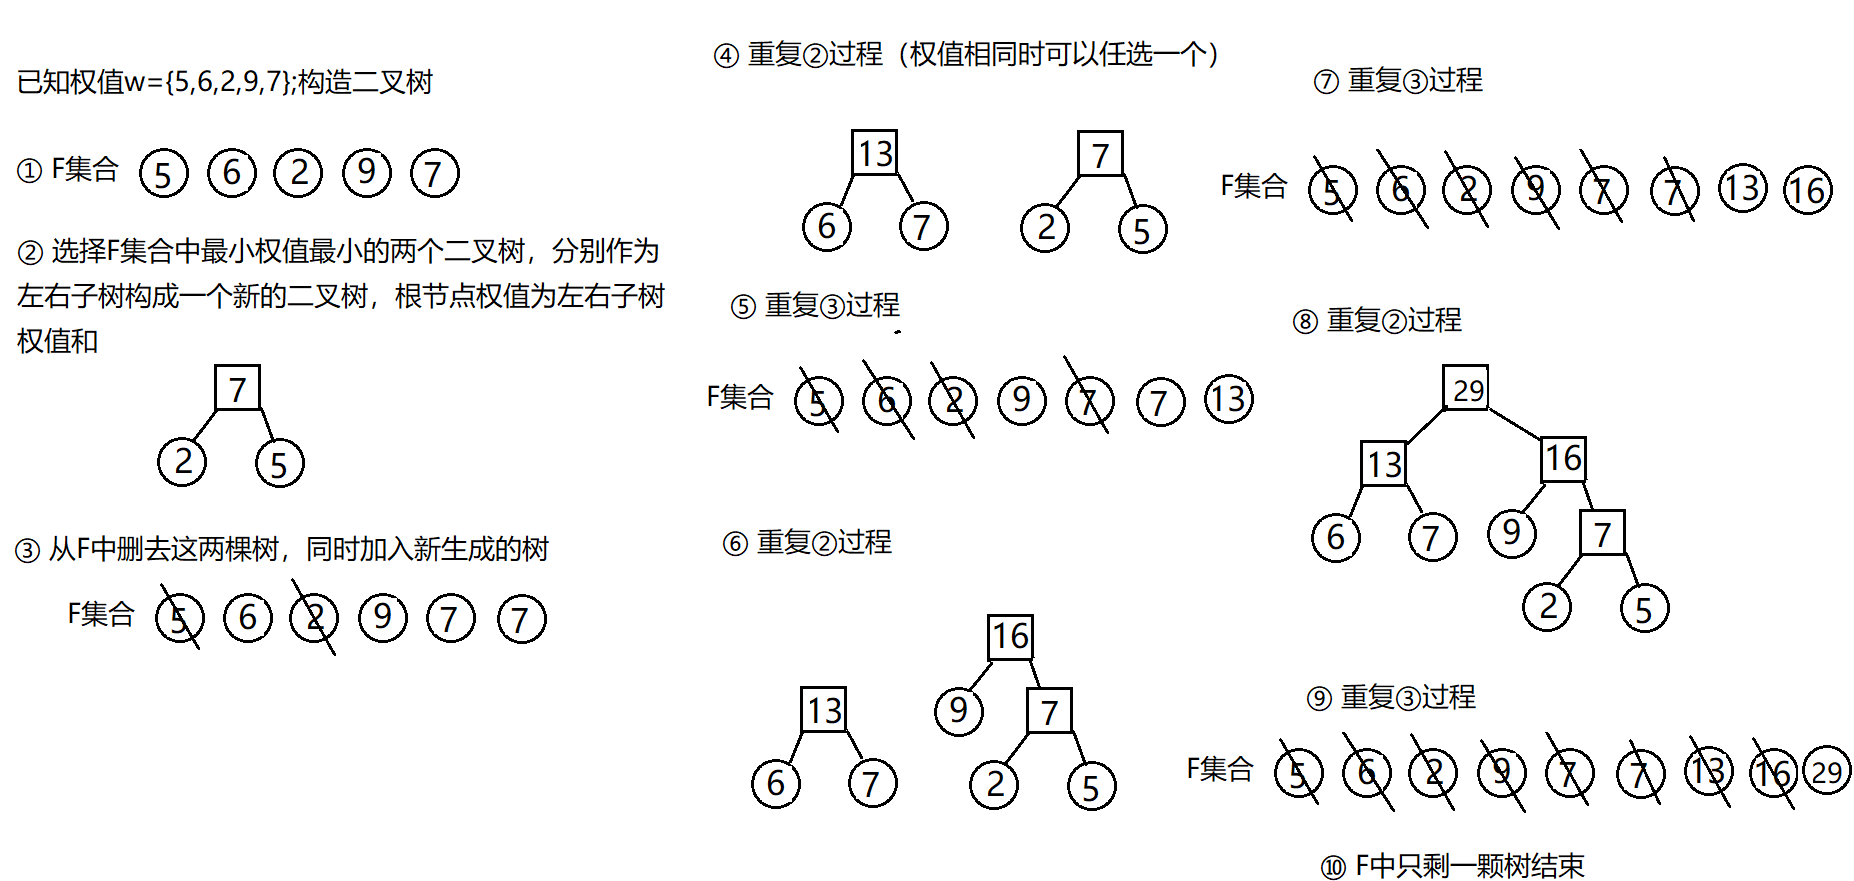 已知权值w={5,6,2,9,7};构造二叉树
① F集合 5 6 2 9 7
② 选择F集合中最小权值最小的两个二叉树，分别作为
左右子树构成一个新的二叉树，根节点权值为左右子树
权值和
7
2 5
③ 从F中删去这两棵树，同时加入新生成的树
F集合 5 6 2 9 7 7
④ 重复②过程（权值相同时可以任选一个）
13 7
6 7 2 5
⑤ 重复③过程
F集合 5 6 2 9 7 7 13
⑥ 重复②过程
16
13 9 7
6 7 2 5
⑦ 重复③过程
F集合 5 6 2 9 7 7 13 16
⑧ 重复②过程
29
13 16
6 7 9 7
2 5
⑨ 重复③过程
F集合 5 6 2 9 7 7 13 16 29
⑩ F中只剩一颗树结束